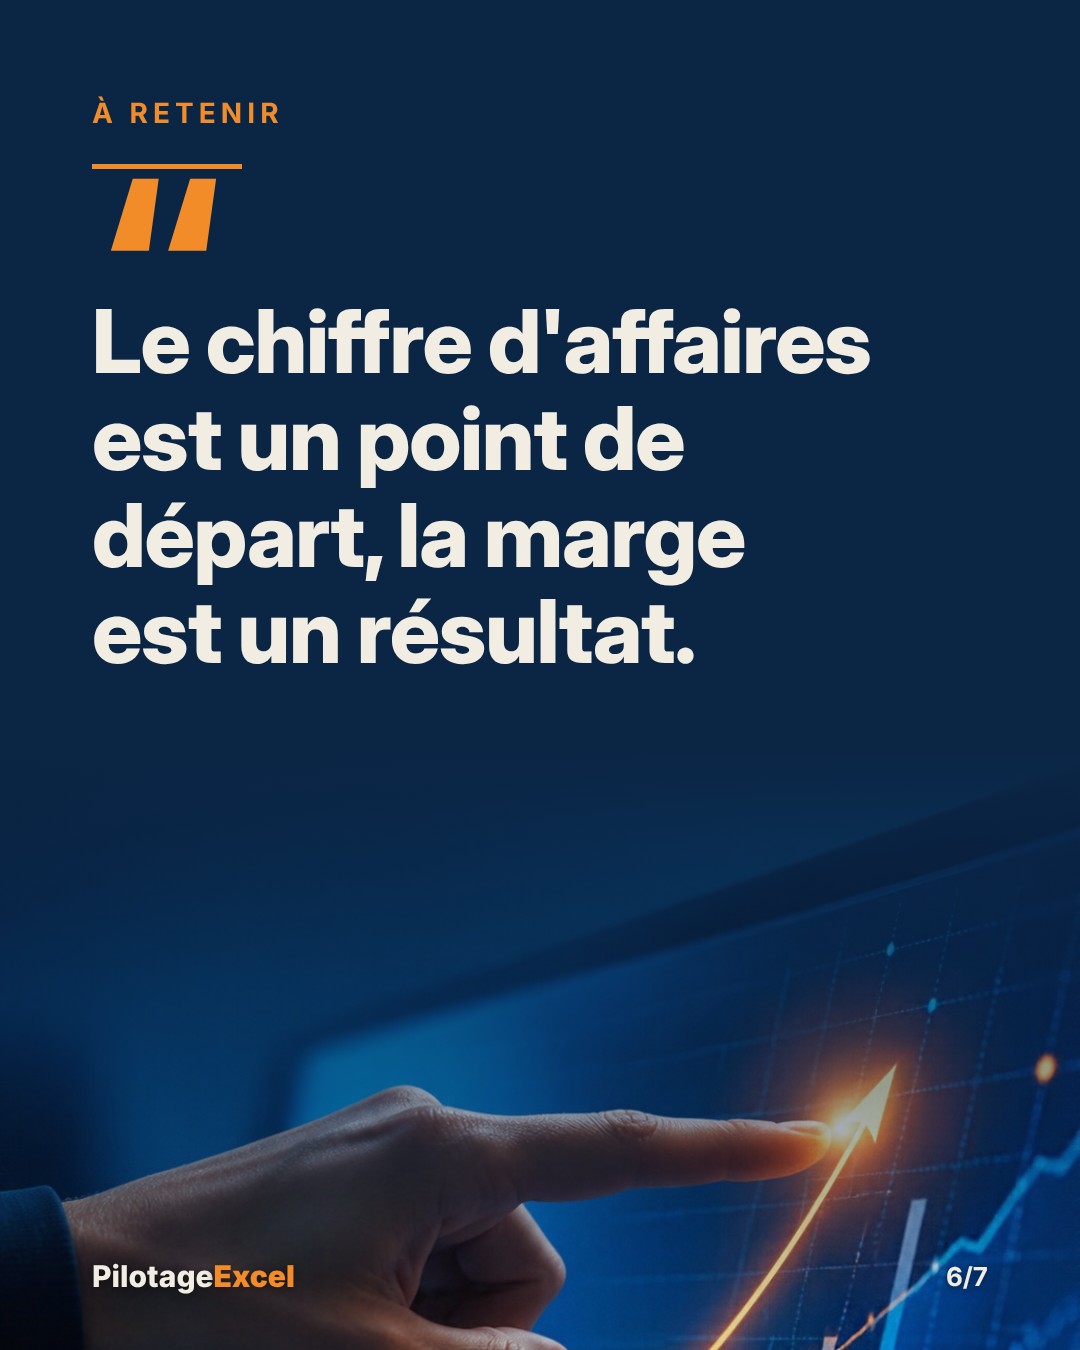 À RETENIR
"
Le chiffre d'affaires
est un point de
départ, la marge
est un résultat.
PilotageExcel
6/7